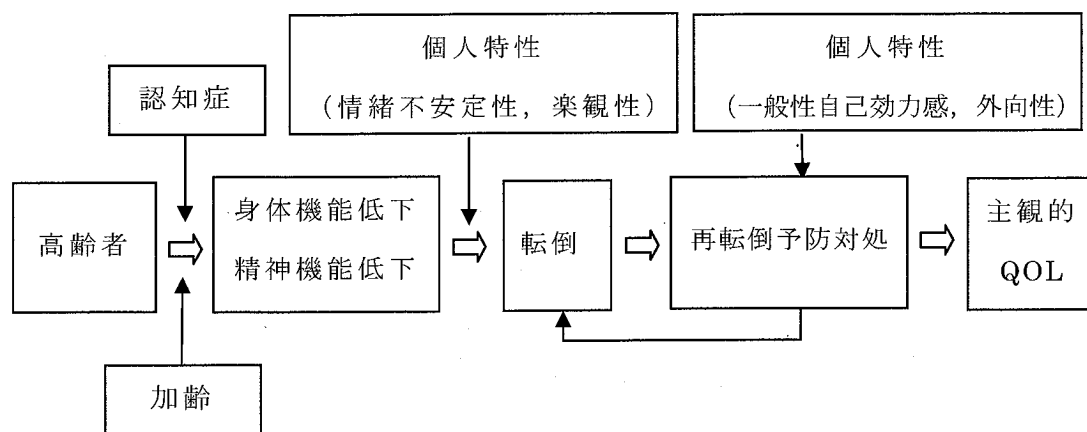 個人特性
（情緒不安定性，楽観性）
個人特性
（一般性自己効力感，外向性）
認知症
高齢者
身体機能低下
精神機能低下
転倒
再転倒予防対処
主観的
QOL
加齢